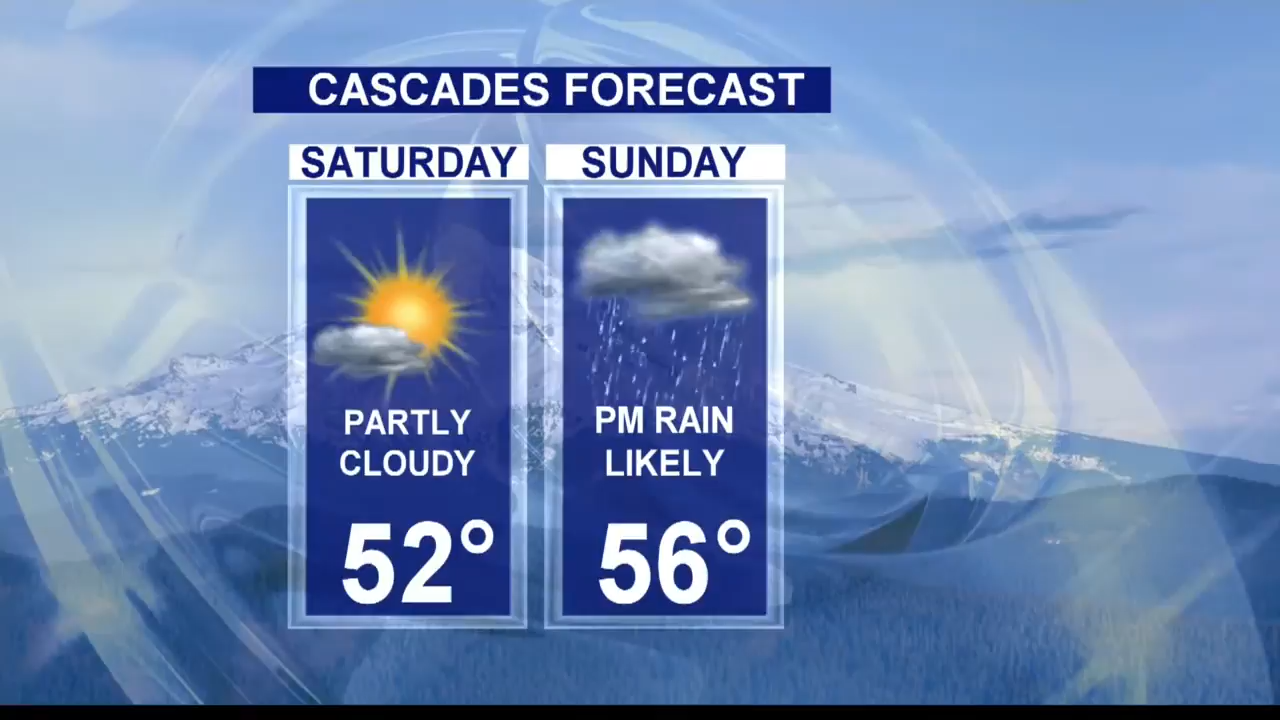 CASCADES FORECAST
SATURDAY
PARTLY
CLOUDY
52°
SUNDAY
PM RAIN
LIKELY
56°